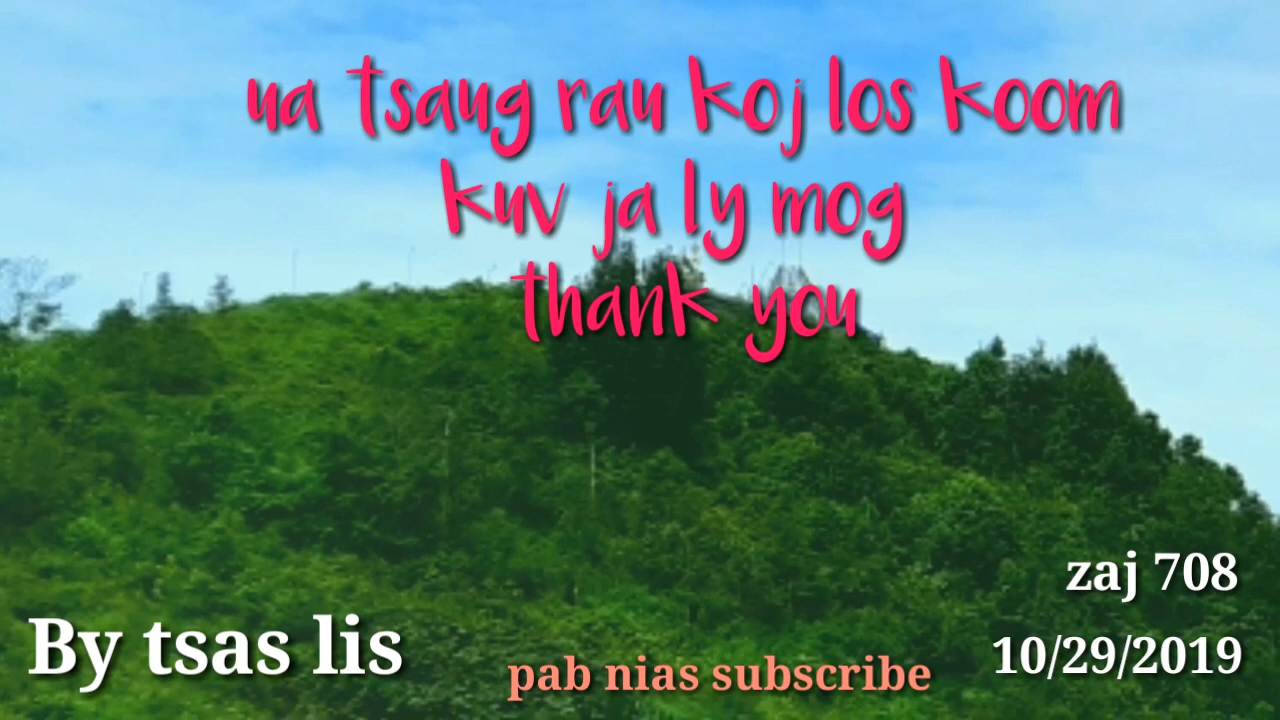 ua tsaug rau koj los koom
kuv ja ly mog
thank you
zaj 708
By tsas lis
10/29/2019
pab nias subscribe